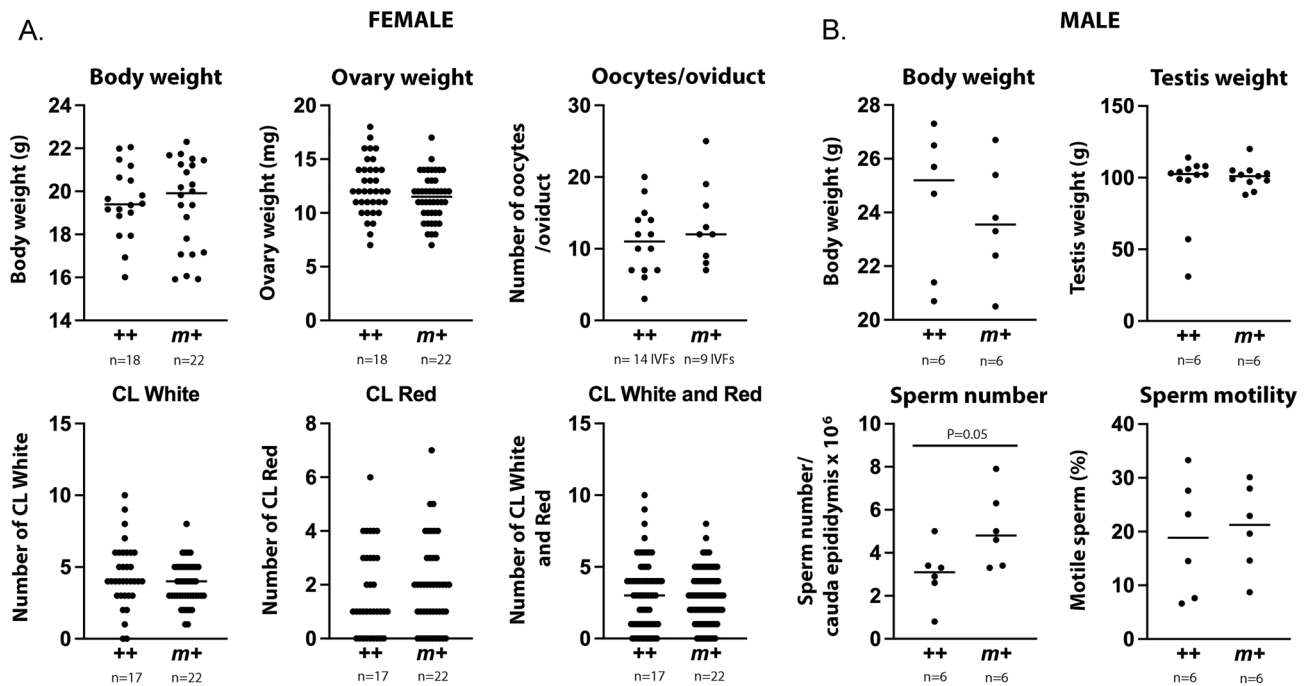 A.
FEMALE
B.
MALE
Body weight
Ovary weight
Oocytes/oviduct
Body weight
Testis weight
Body weight (g)
24
22
20
18
16
14
++
m+
n=18
n=22
Ovary weight (mg)
20
15
10
5
0
++
m+
n=18
n=22
Number of oocytes
/oviduct
30
20
10
0
++
m+
n= 14 IVFs
n=9 IVFs
Body weight (g)
28
26
24
22
20
++
m+
n=6
n=6
Testis weight (g)
150
100
50
0
++
m+
n=6
n=6
CL White
CL Red
CL White and Red
Sperm number
Sperm motility
Number of CL White
15
10
5
0
++
m+
n=17
n=22
Number of CL Red
8
6
4
2
0
++
m+
n=17
n=22
Number of CL White
and Red
15
10
5
0
++
m+
n=17
n=22
Sperm number/
cauda epididymis x 10⁶
10
8
6
4
2
0
P=0.05
++
m+
n=6
n=6
Motile sperm (%)
40
30
20
10
0
++
m+
n=6
n=6